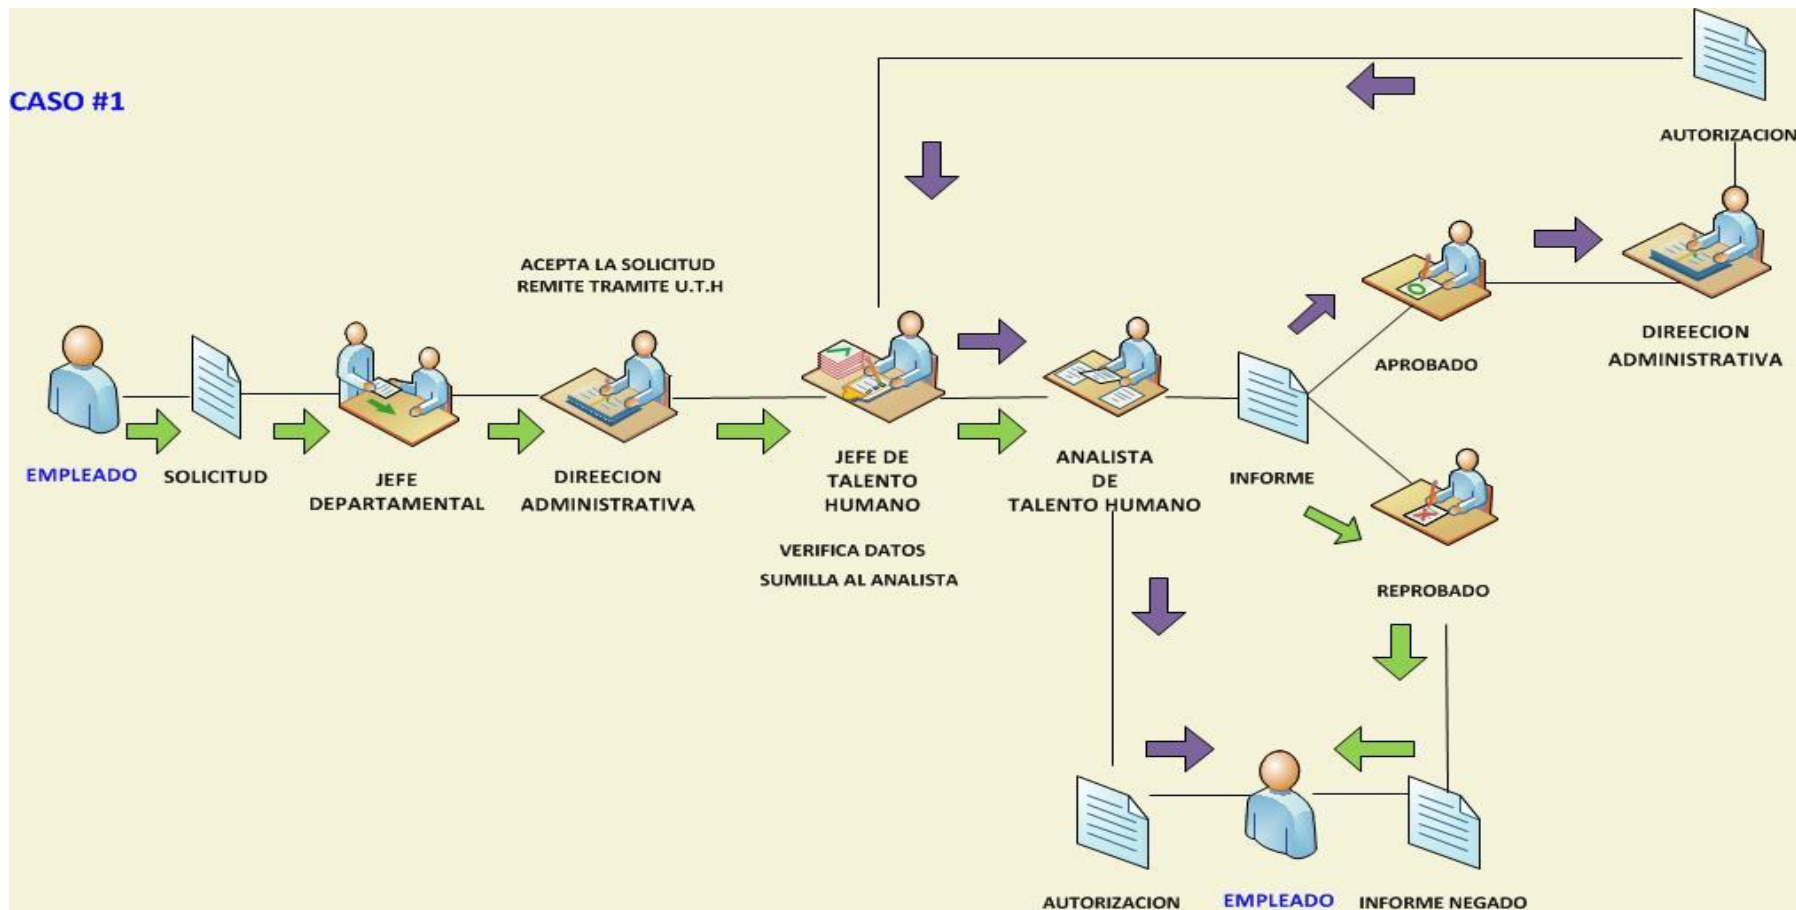 CASO #1
AUTORIZACION
ACEPTA LA SOLICITUD
REMITE TRAMITE U.T.H
DIREECION
ADMINISTRATIVA
APROBADO
EMPLEADO
SOLICITUD
JEFE
DEPARTAMENTAL
DIREECION
ADMINISTRATIVA
JEFE DE
TALENTO
HUMANO
VERIFICA DATOS
SUMILLA AL ANALISTA
ANALISTA
DE
TALENTO HUMANO
INFORME
REPROBADO
AUTORIZACION
EMPLEADO
INFORME NEGADO